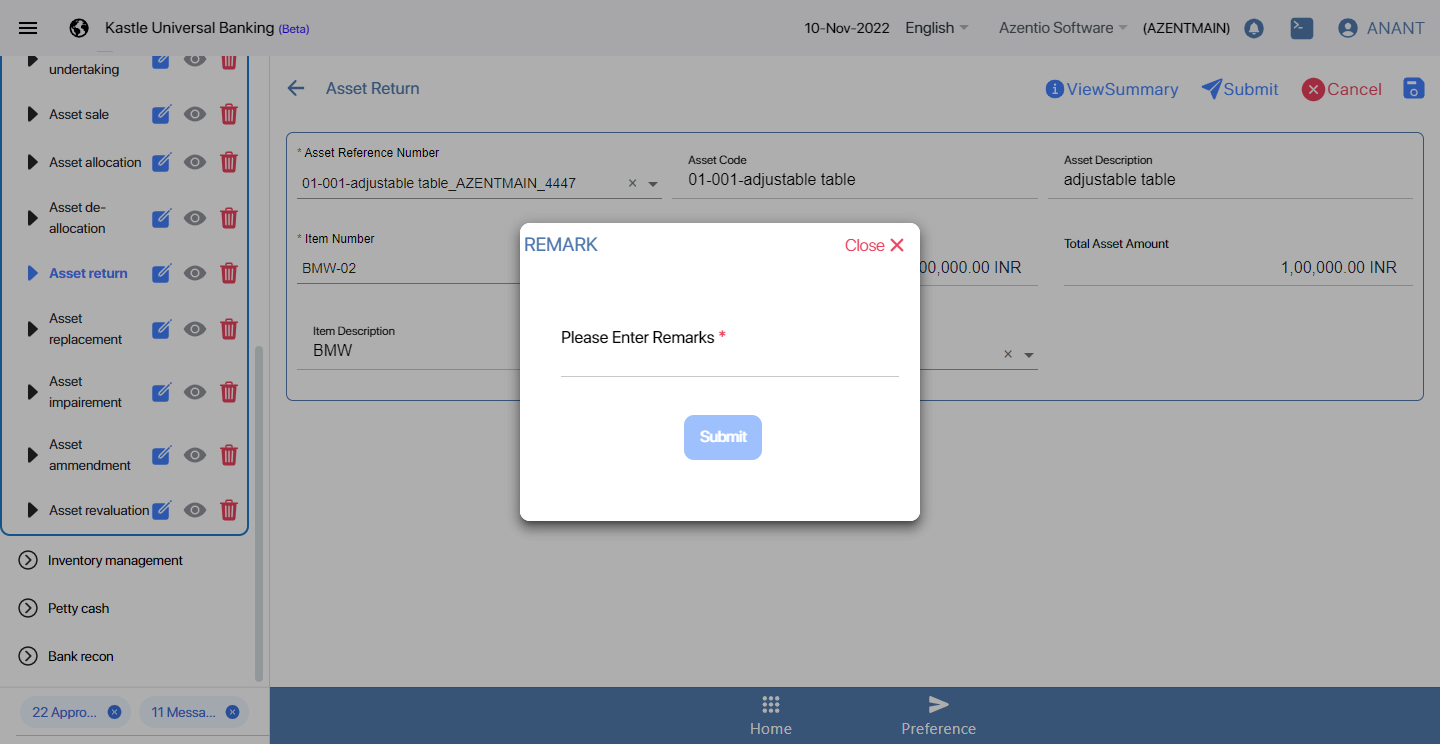 Kastle Universal Banking (Beta)
10-Nov-2022
English
Azentio Software
(AZENTMAIN)
ANANT
undertaking
Asset sale
Asset allocation
Asset de-
allocation
Asset return
Asset
replacement
Asset
impairement
Asset
ammendment
Asset revaluation
Inventory management
Petty cash
Bank recon
22 Appro...
11 Messa...
Asset Return
ViewSummary
Submit
Cancel
* Asset Reference Number
01-001-adjustable table_AZENTMAIN_4447
Asset Code
01-001-adjustable table
Asset Description
adjustable table
* Item Number
BMW-02
00,000.00 INR
Total Asset Amount
1,00,000.00 INR
Item Description
BMW
REMARK
Close
Please Enter Remarks *
Submit
Home
Preference